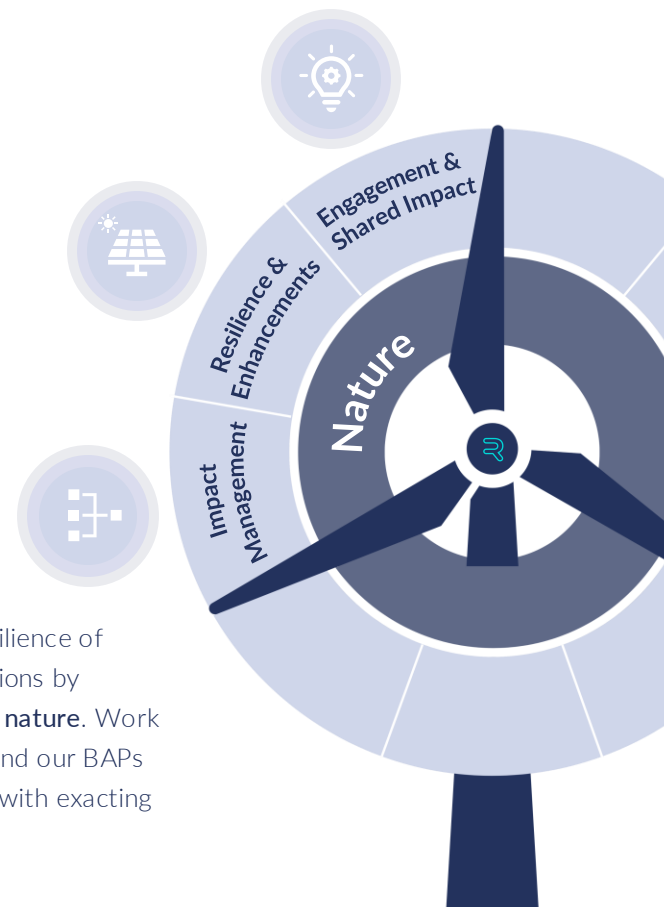 Engagement &
Shared Impact
Resilience &
Enhancements
Nature
Impact
Management
ilience of
ions by
nature. Work
nd our BAPs
with exacting